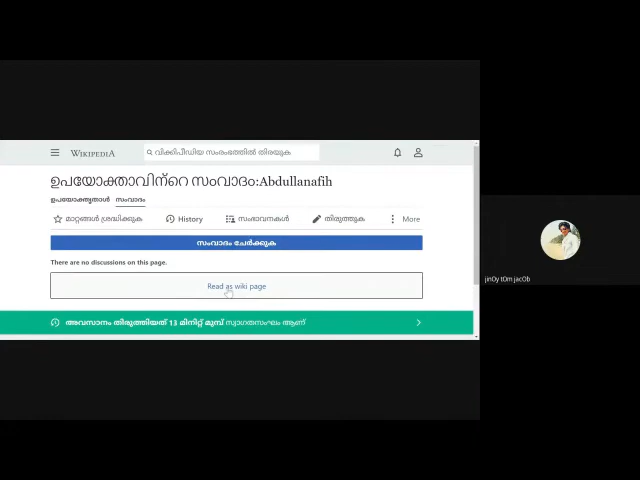 WIKIPEDIA
വിക്കിപീഡിയ സംരംഭത്തിൽ തിരയുക
ഉപയോക്താവിന്റെ സംവാദം:Abdullanafih
ഉപയോക്തൃതാൾ സംവാദം
മാറ്റങ്ങൾ ശ്രദ്ധിക്കുക History സംഭാവനകൾ തിരുത്തുക More
സംവാദം ചേർക്കുക
There are no discussions on this page.
Read as wiki page
അവസാനം തിരുത്തിയത് 13 മിനിറ്റ് മുമ്പ് സ്വാഗതസംഘം ആണ്
jin0y t0m jac0b